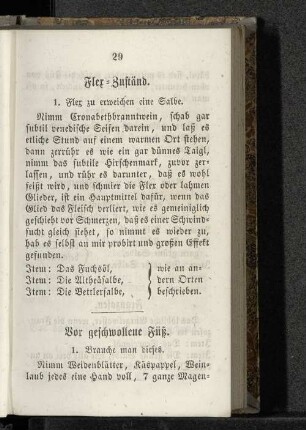 29
Flex-Zuständ.
1. Flex zu erweichen eine Salbe.
Nimm Cronabethbranntwein, schab gar
subtil venedische Seifen darein, und laß es
etliche Stund auf einem warmen Ort stehen,
dann zerrühr es wie ein gar dünnes Taigl,
nimm das subtile Hirschenmark, zuvor zer-
lassen, und rühr es darunter, daß es wohl
feißt wird, und schmier die Flex oder lahmen
Glieder, ist ein Hauptmittel dafür, wenn
das Glied das Fleisch verliert, wie es gemeiniglich
geschieht vor Schmerzen, daß es einer Schwind-
sucht gleich siehet, so nimmt es wieder zu,
hab es selbst an mir probirt und großen Effekt
gefunden.
Item: Das Fuchsöl, wie an an-
Item: Die Altheäsalbe, dern Orten
Item: Die Bettlersalbe, beschrieben.
Vor geschwollene Füß.
1. Braucht man dieses.
Nimm Weidenblätter, Käspappel, Wein-
laub jedes eine Hand voll, 7 ganze Magen-